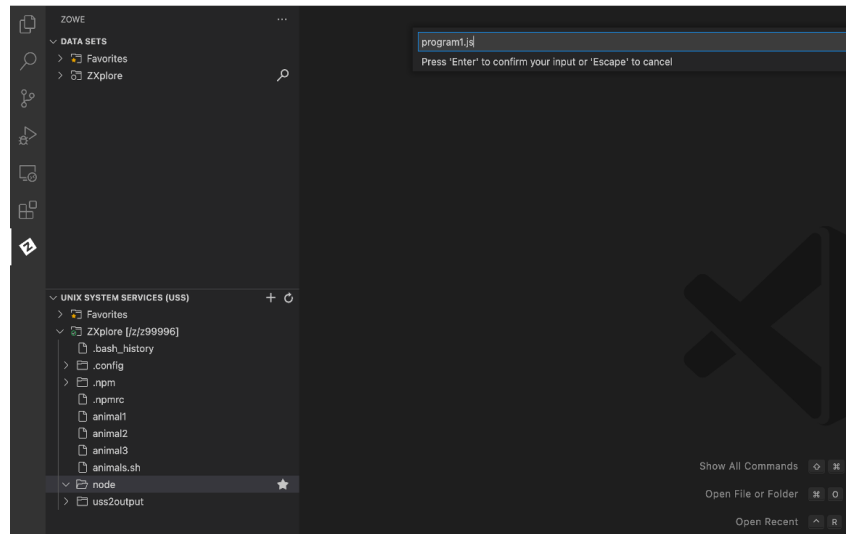 ZOWE
DATA SETS
Favorites
ZXplore
program1.js
Press 'Enter' to confirm your input or 'Escape' to cancel
UNIX SYSTEM SERVICES (USS)
Favorites
ZXplore [/z/z99996]
.bash_history
.config
.npm
.npmrc
animal1
animal2
animal3
animals.sh
node
uss2output
Show All Commands ⇧ ⌘
Open File or Folder ⌘ O
Open Recent ^ R